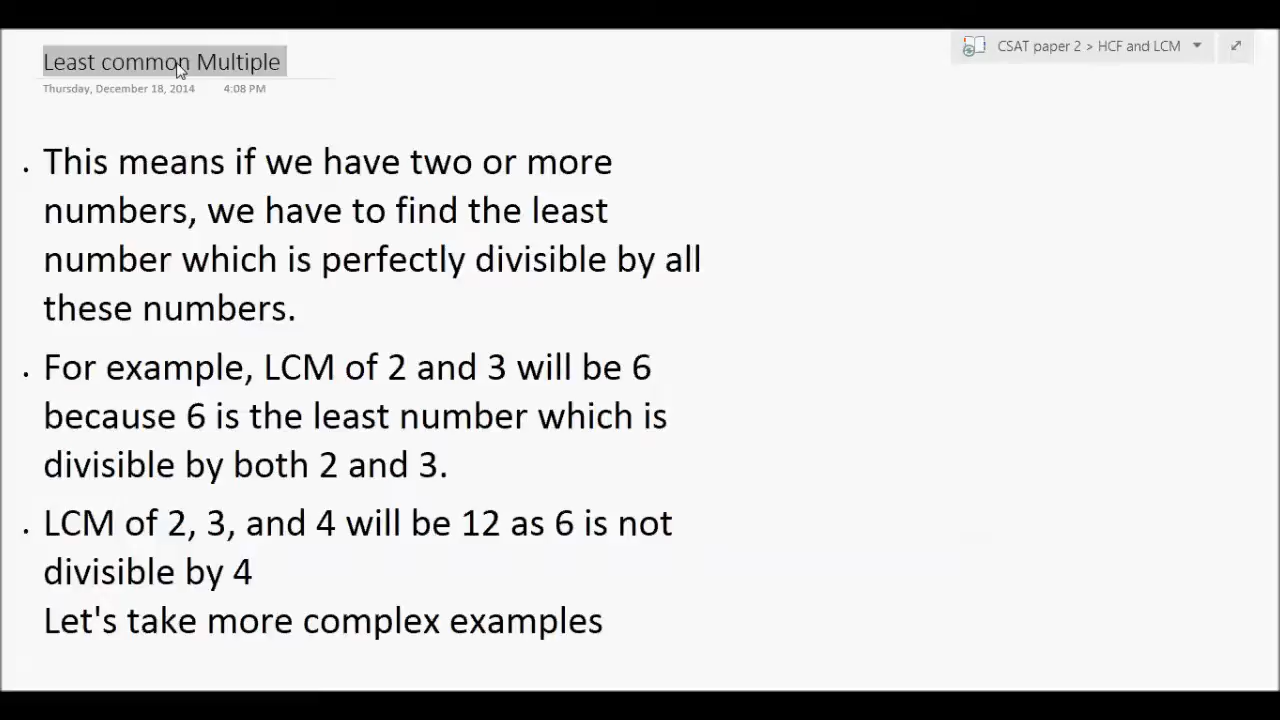 Least common Multiple
CSAT paper 2 > HCF and LCM
Thursday, December 18, 2014 4:08 PM
• This means if we have two or more
numbers, we have to find the least
number which is perfectly divisible by all
these numbers.
• For example, LCM of 2 and 3 will be 6
because 6 is the least number which is
divisible by both 2 and 3.
• LCM of 2, 3, and 4 will be 12 as 6 is not
divisible by 4
Let's take more complex examples